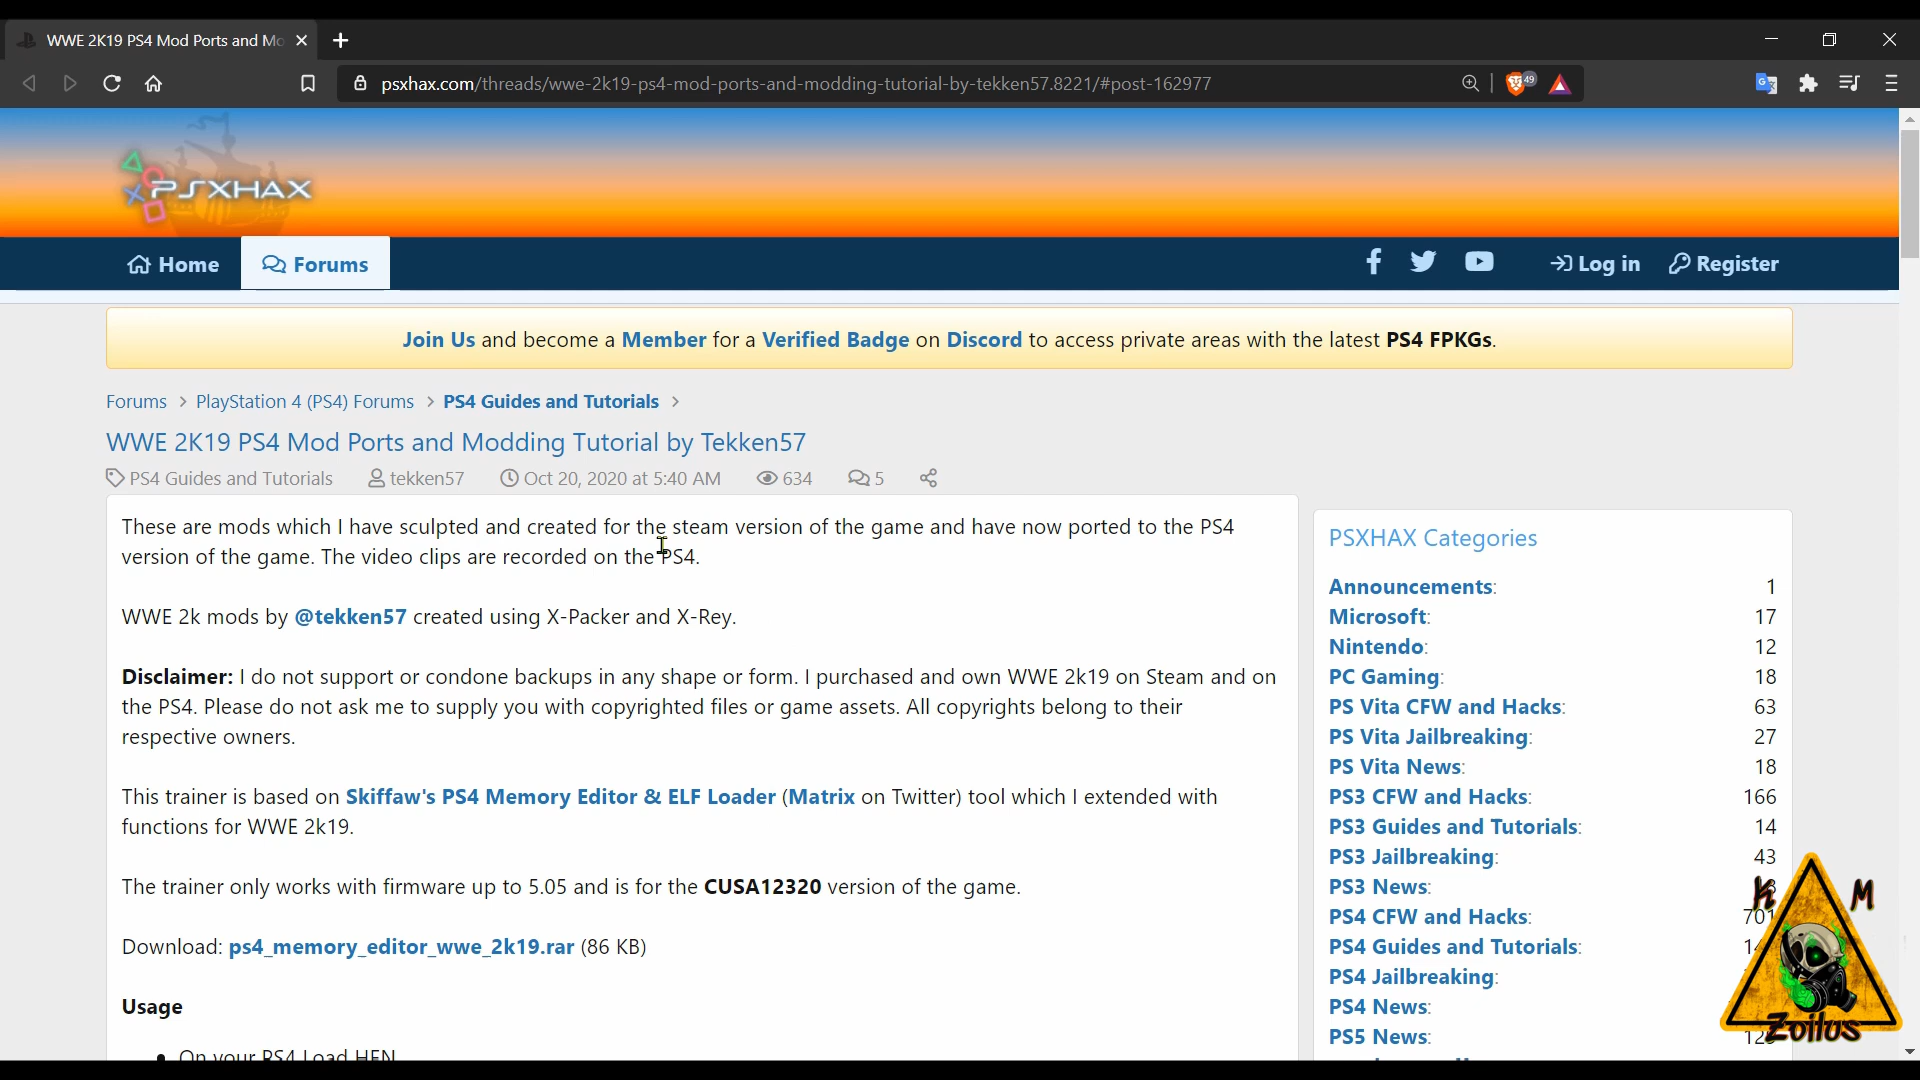 WWE 2K19 PS4 Mod Ports and Mo
psxhax.com/threads/wwe-2k19-ps4-mod-ports-and-modding-tutorial-by-tekken57.8221/#post-162977
49
PSXHAX
Home
Forums
Log in
Register
Join Us and become a Member for a Verified Badge on Discord to access private areas with the latest PS4 FPKGs.
Forums > PlayStation 4 (PS4) Forums > PS4 Guides and Tutorials >
WWE 2K19 PS4 Mod Ports and Modding Tutorial by Tekken57
PS4 Guides and Tutorials tekken57 Oct 20, 2020 at 5:40 AM 634 5
These are mods which I have sculpted and created for the steam version of the game and have now ported to the PS4
version of the game. The video clips are recorded on the PS4.
WWE 2k mods by @tekken57 created using X-Packer and X-Rey.
Disclaimer: I do not support or condone backups in any shape or form. I purchased and own WWE 2k19 on Steam and on
the PS4. Please do not ask me to supply you with copyrighted files or game assets. All copyrights belong to their
respective owners.
This trainer is based on Skiffaw's PS4 Memory Editor & ELF Loader (Matrix on Twitter) tool which I extended with
functions for WWE 2k19.
The trainer only works with firmware up to 5.05 and is for the CUSA12320 version of the game.
Download: ps4_memory_editor_wwe_2k19.rar (86 KB)
Usage
• On your PS4 Load HEN
PSXHAX Categories
Announcements: 1
Microsoft: 17
Nintendo: 12
PC Gaming: 18
PS Vita CFW and Hacks: 63
PS Vita Jailbreaking: 27
PS Vita News: 18
PS3 CFW and Hacks: 166
PS3 Guides and Tutorials: 14
PS3 Jailbreaking: 43
PS3 News:
PS4 CFW and Hacks: 701
PS4 Guides and Tutorials:
PS4 Jailbreaking:
PS4 News:
PS5 News:
K M
Zoilus